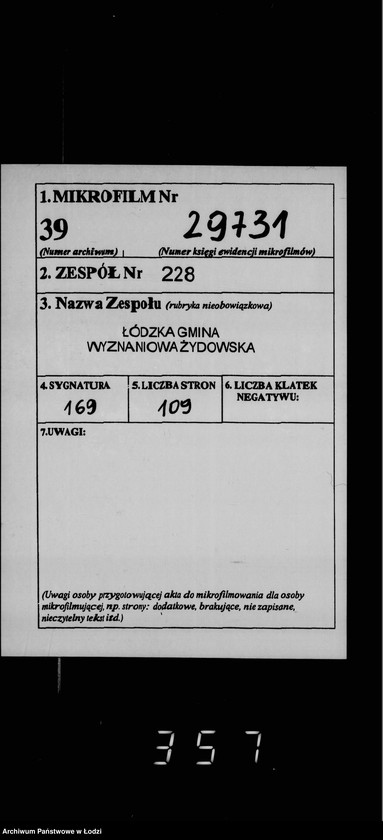 1. MIKROFILM Nr
39 29731
(Numer archiwum) (Numer księgi ewidencji mikrofilmów)
2. ZESPÓŁ Nr 228
3. Nazwa Zespołu (rubryka nieobowiązkowa)
ŁÓDZKA GMINA
WYZNANIOWA ŻYDOWSKA
4. SYGNATURA 5. LICZBA STRON 6. LICZBA KLATEK
NEGATYWU:
169 109
7. UWAGI:
(Uwagi osoby przygotowującej akta do mikrofilmowania dla osoby
mikrofilmującej, np. strony: dodatkowe, brakujące, nie zapisane,
nieczytelny tekst itd.)
357
Archiwum Państwowe w Łodzi